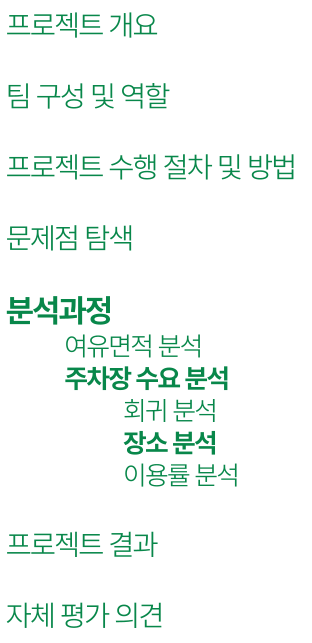 프로젝트 개요
팀 구성 및 역할
프로젝트 수행 절차 및 방법
문제점 탐색
분석과정
여유면적 분석
주차장 수요 분석
회귀 분석
장소 분석
이용률 분석
프로젝트 결과
자체 평가 의견